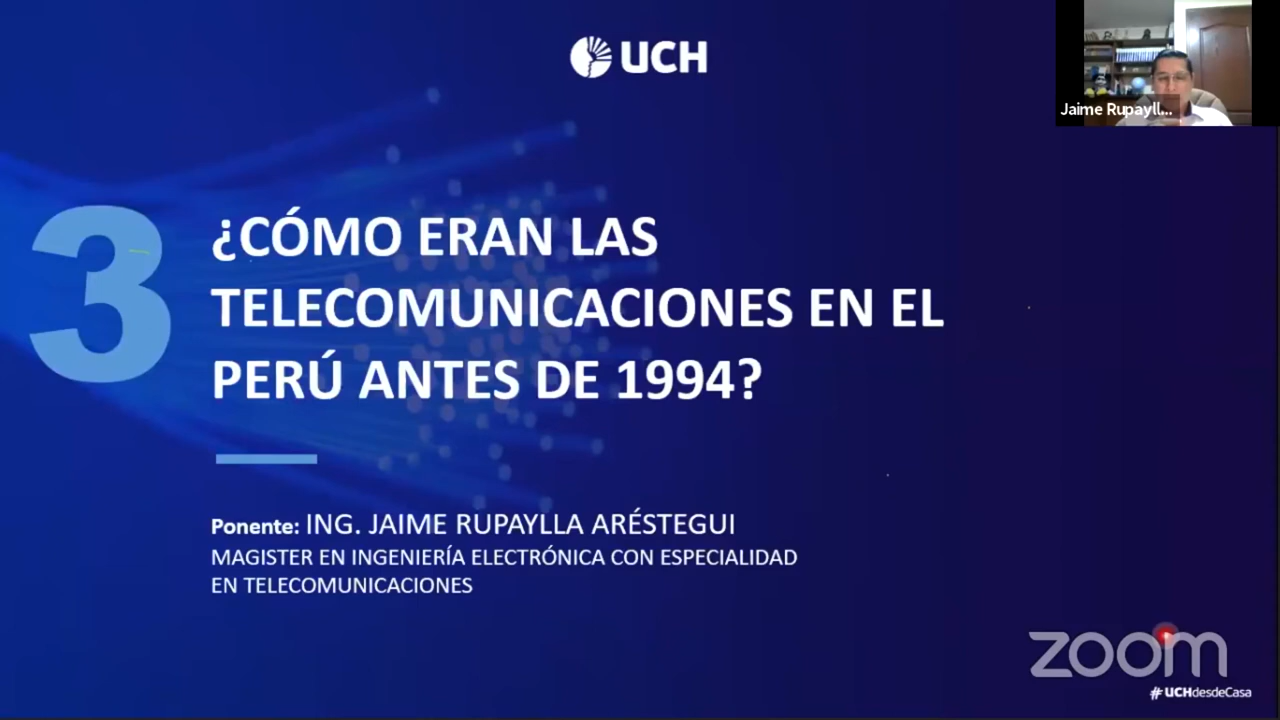 UCH
Jaime Rupayll...
3
¿CÓMO ERAN LAS
TELECOMUNICACIONES EN EL
PERÚ ANTES DE 1994?
Ponente: ING. JAIME RUPAYLLA ARÉSTEGUI
MAGISTER EN INGENIERÍA ELECTRÓNICA CON ESPECIALIDAD
EN TELECOMUNICACIONES
zoom
#UCHdesdeCasa